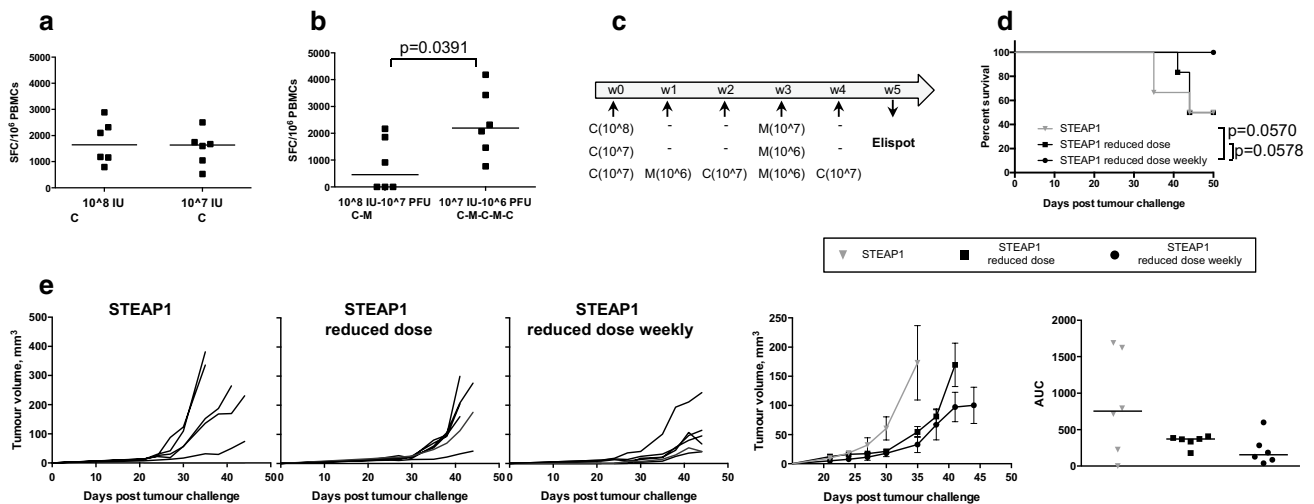 a
SFC/10^6 PBMCs
5000
4000
3000
2000
1000
0
10^8 IU
10^7 IU
C
C
b
p=0.0391
SFC/10^6 PBMCs
5000
4000
3000
2000
1000
0
10^8 IU-10^7 PFU
10^7 IU-10^6 PFU
C-M
C-M-C-M-C
c
w0 w1 w2 w3 w4 w5
C(10^8) - - M(10^7) -
Elispot
C(10^7) - - M(10^6) -
C(10^7) M(10^6) C(10^7) M(10^6) C(10^7)
d
Percent survival
100
80
60
40
20
0
STEAP1
STEAP1 reduced dose
STEAP1 reduced dose weekly
p=0.0570
p=0.0578
0 10 20 30 40 50
Days post tumour challenge
STEAP1
STEAP1
reduced dose
STEAP1
reduced dose weekly
e
STEAP1
Tumour volume, mm3
500
400
300
200
100
0
0 10 20 30 40 50
Days post tumour challenge
STEAP1
reduced dose
0 10 20 30 40 50
Days post tumour challenge
STEAP1
reduced dose weekly
0 10 20 30 40 50
Days post tumour challenge
Tumour volume, mm3
250
200
150
100
50
0
15 20 25 30 35 40 45 50
Days post tumour challenge
AUC
2000
1500
1000
500
0